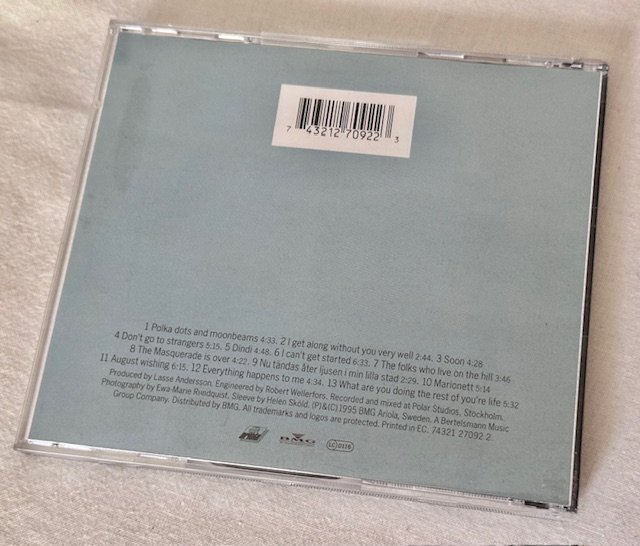 7 43212 70922 3
1 Polka dots and moonbeams 4:33. 2 I get along without you very well 2:44. 3 Soon 4:28
4 Don't go to strangers 5:15. 5 Dindi 4:48. 6 I can't get started 6:33. 7 The folks who live on the hill 3:46
8 The Masquerade is over 4:22. 9 Nu tändas åter ljusen i min lilla stad 2:29. 10 Marionett 5:14
11 August wishing 6:15. 12 Everything happens to me 4:34. 13 What are you doing the rest of you're life 5:32
Produced by Lasse Andersson. Engineered by Robert Wellerfors. Recorded and mixed at Polar Studios, Stockholm.
Photography by Ewa-Marie Rundquist. Sleeve by Helen Sköld. (P)&(C)1995 BMG Ariola, Sweden. A Bertelsmann Music
Group Company. Distributed by BMG. All trademarks and logos are protected. Printed in EC. 74321 27092 2
BMG
LC 0116